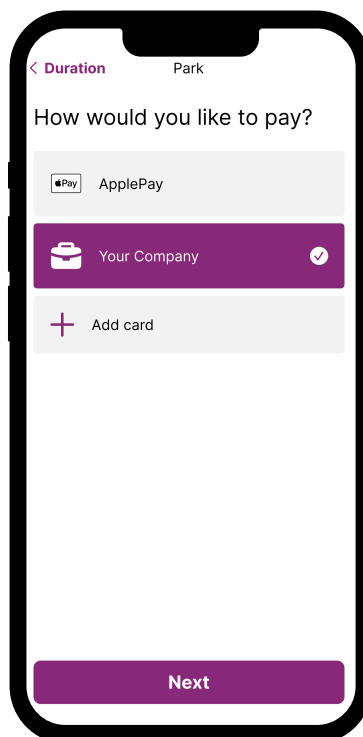 < Duration Park
How would you like to pay?
Pay ApplePay
Your Company
Add card
Next